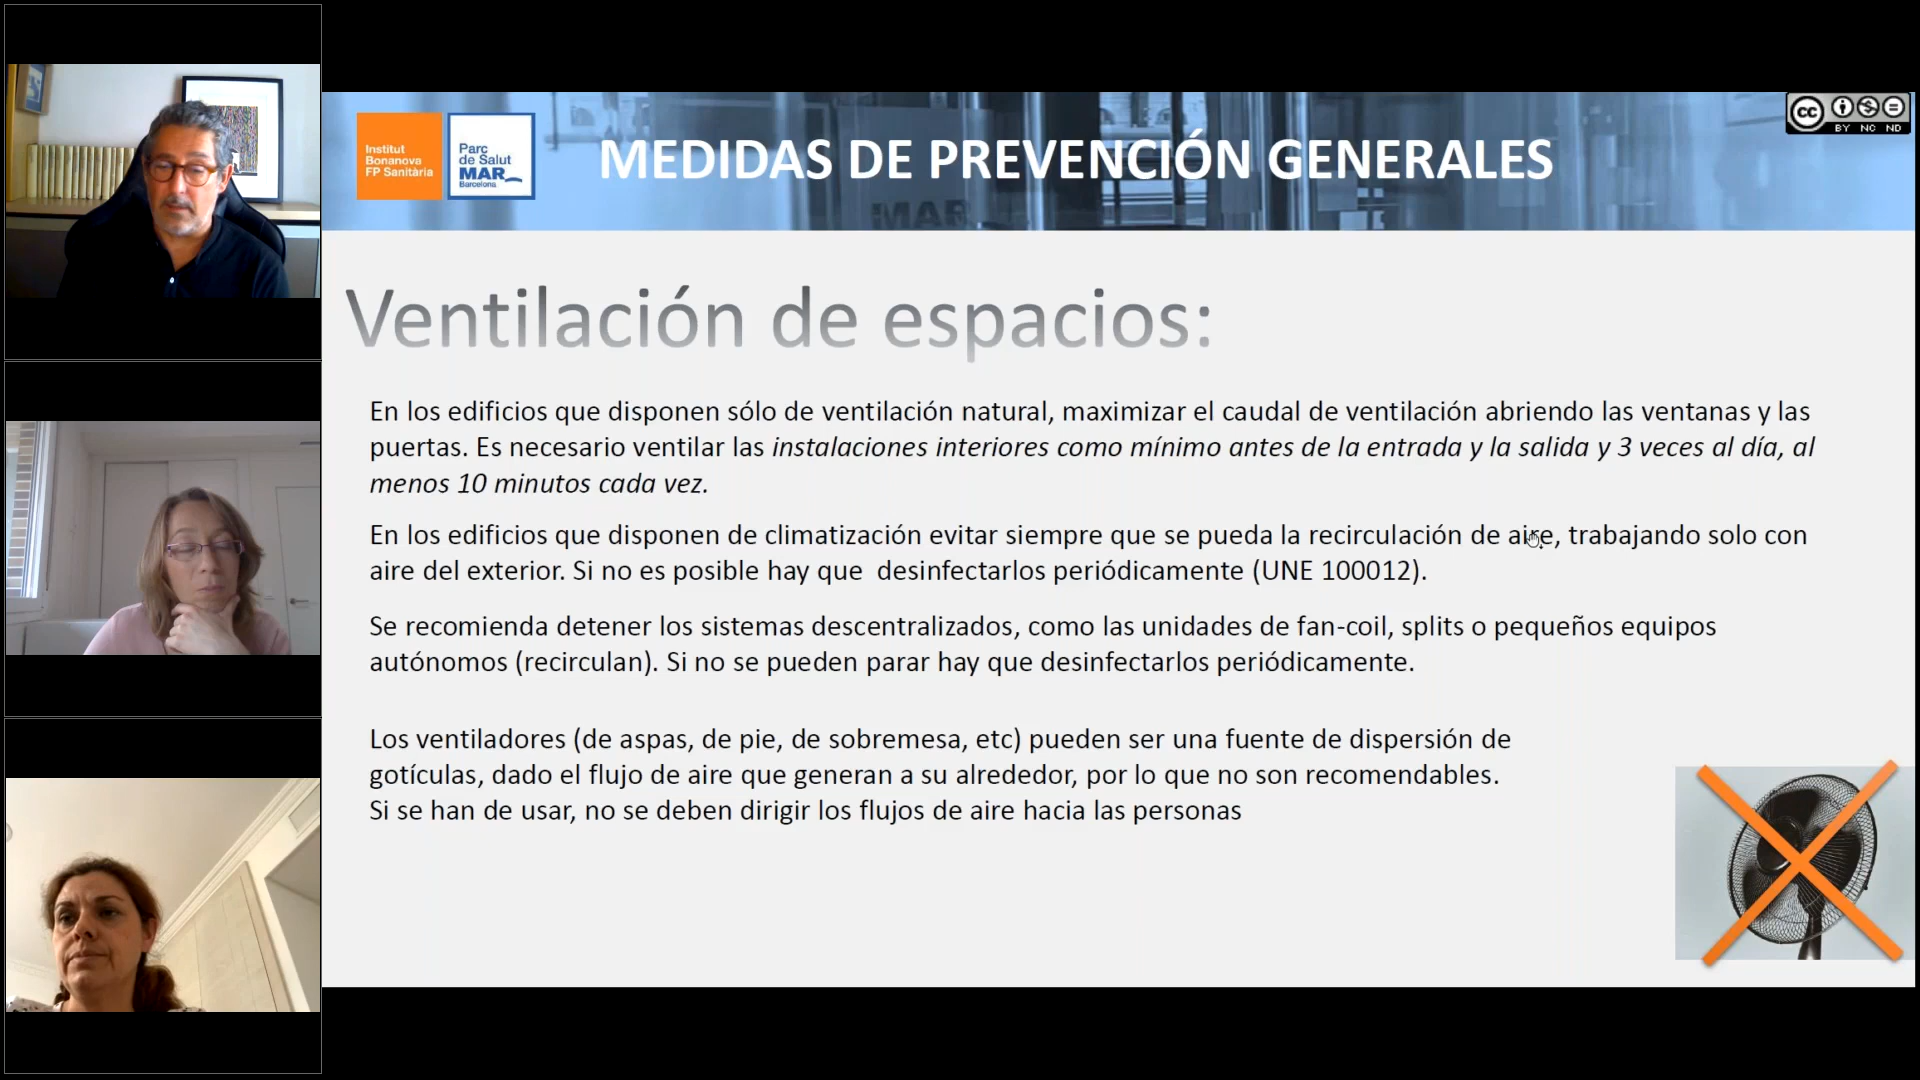 Institut
Bonanova
FP Sanitària
Parc
de Salut
MAR
Barcelona
MEDIDAS DE PREVENCIÓN GENERALES
MAR
cc
BY NC ND
Ventilación de espacios:
En los edificios que disponen sólo de ventilación natural, maximizar el caudal de ventilación abriendo las ventanas y las
puertas. Es necesario ventilar las instalaciones interiores como mínimo antes de la entrada y la salida y 3 veces al día, al
menos 10 minutos cada vez.
En los edificios que disponen de climatización evitar siempre que se pueda la recirculación de aire, trabajando solo con
aire del exterior. Si no es posible hay que desinfectarlos periódicamente (UNE 100012).
Se recomienda detener los sistemas descentralizados, como las unidades de fan-coil, splits o pequeños equipos
autónomos (recirculan). Si no se pueden parar hay que desinfectarlos periódicamente.
Los ventiladores (de aspas, de pie, de sobremesa, etc) pueden ser una fuente de dispersión de
gotículas, dado el flujo de aire que generan a su alrededor, por lo que no son recomendables.
Si se han de usar, no se deben dirigir los flujos de aire hacia las personas